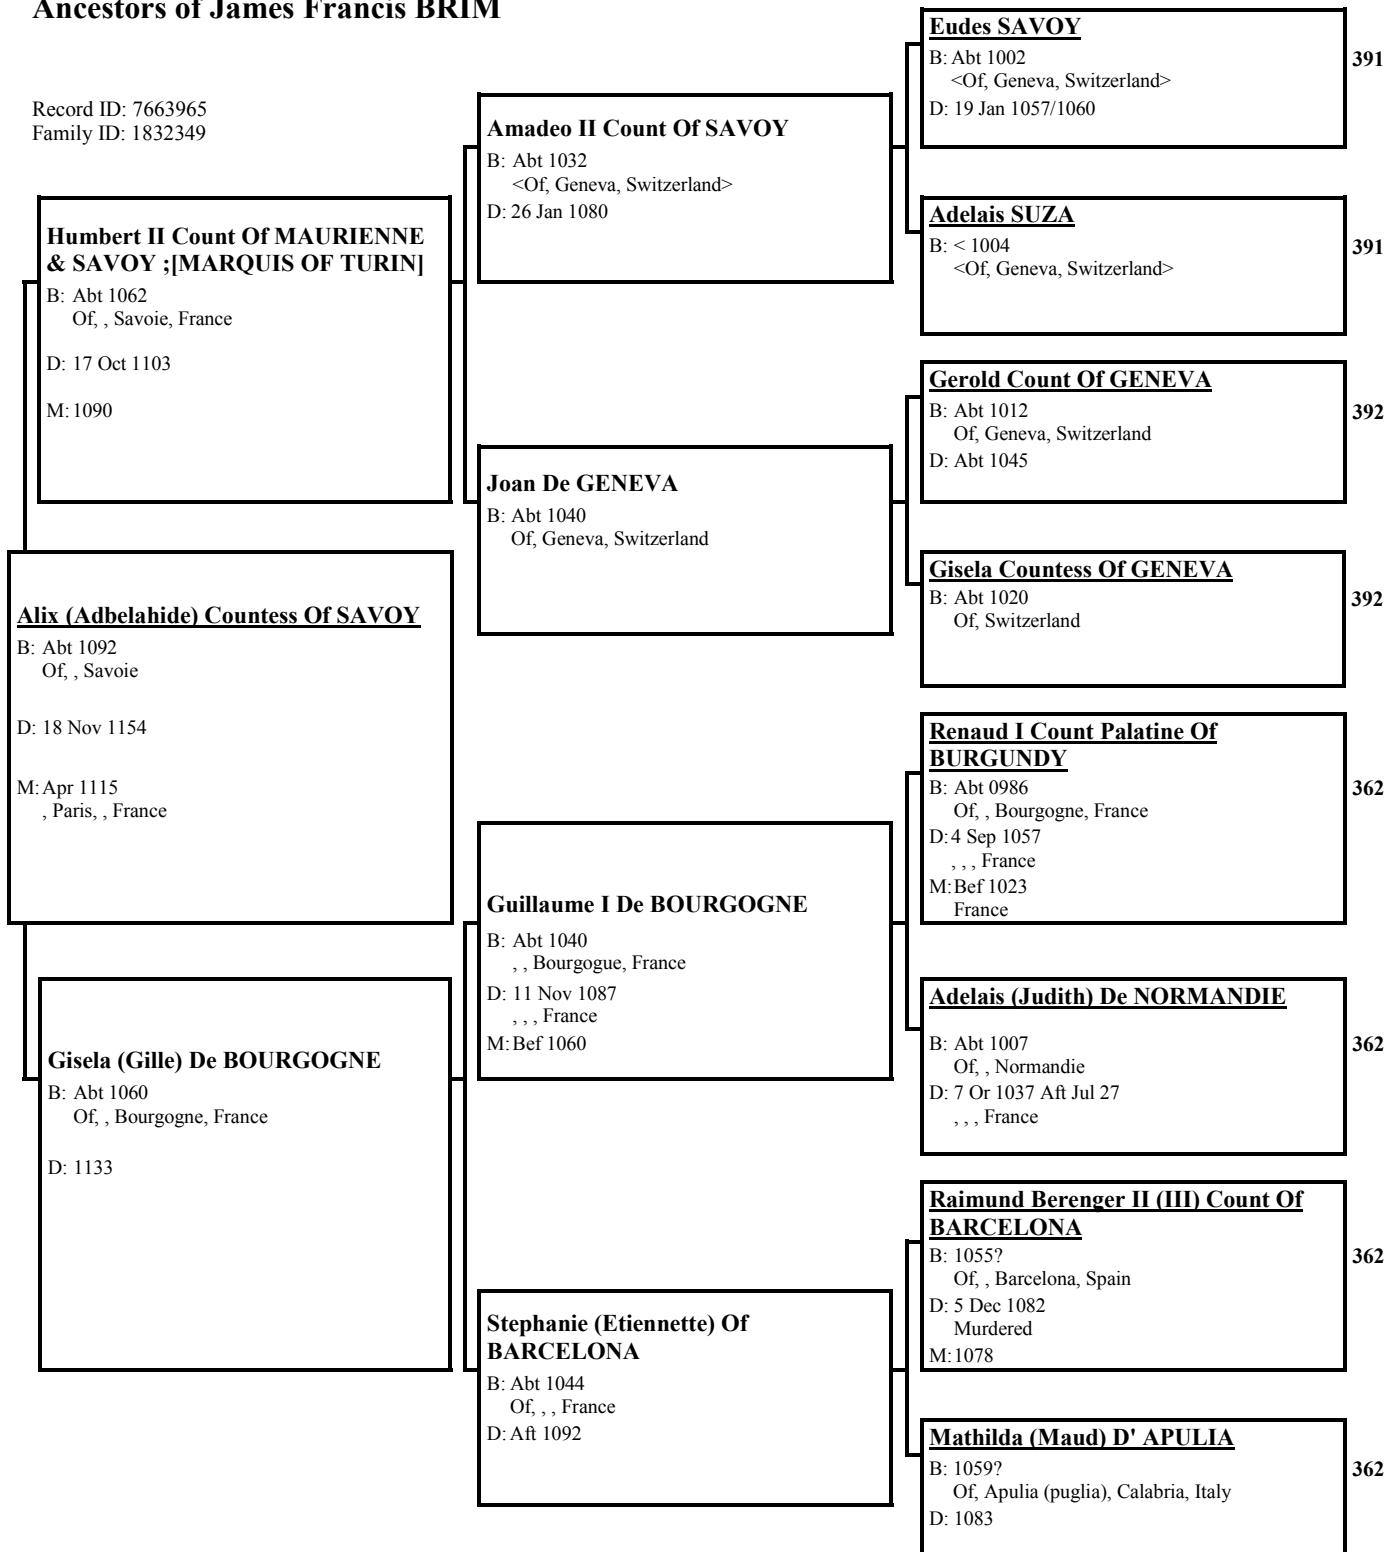 Ancestors of James Francis BRIM
Record ID: 7663965
Family ID: 1832349
Alix (Adbelahide) Countess Of SAVOY
B: Abt 1092
Of, , Savoie
D: 18 Nov 1154
M: Apr 1115
, Paris, , France
Humbert II Count Of MAURIENNE
& SAVOY ;[MARQUIS OF TURIN]
B: Abt 1062
Of, , Savoie, France
D: 17 Oct 1103
M: 1090
Gisela (Gille) De BOURGOGNE
B: Abt 1060
Of, , Bourgogne, France
D: 1133
Amadeo II Count Of SAVOY
B: Abt 1032
<Of, Geneva, Switzerland>
D: 26 Jan 1080
Joan De GENEVA
B: Abt 1040
Of, Geneva, Switzerland
Guillaume I De BOURGOGNE
B: Abt 1040
, , Bourgogue, France
D: 11 Nov 1087
, , , France
M: Bef 1060
Stephanie (Etiennette) Of
BARCELONA
B: Abt 1044
Of, , , France
D: Aft 1092
Eudes SAVOY
B: Abt 1002
<Of, Geneva, Switzerland>
D: 19 Jan 1057/1060
391
Adelais SUZA
B: < 1004
<Of, Geneva, Switzerland>
391
Gerold Count Of GENEVA
B: Abt 1012
Of, Geneva, Switzerland
D: Abt 1045
392
Gisela Countess Of GENEVA
B: Abt 1020
Of, Switzerland
392
Renaud I Count Palatine Of
BURGUNDY
B: Abt 0986
Of, , Bourgogne, France
D: 4 Sep 1057
, , , France
M: Bef 1023
France
362
Adelais (Judith) De NORMANDIE
B: Abt 1007
Of, , Normandie
D: 7 Or 1037 Aft Jul 27
, , , France
362
Raimund Berenger II (III) Count Of
BARCELONA
B: 1055?
Of, , Barcelona, Spain
D: 5 Dec 1082
Murdered
M: 1078
362
Mathilda (Maud) D' APULIA
B: 1059?
Of, Apulia (puglia), Calabria, Italy
D: 1083
362